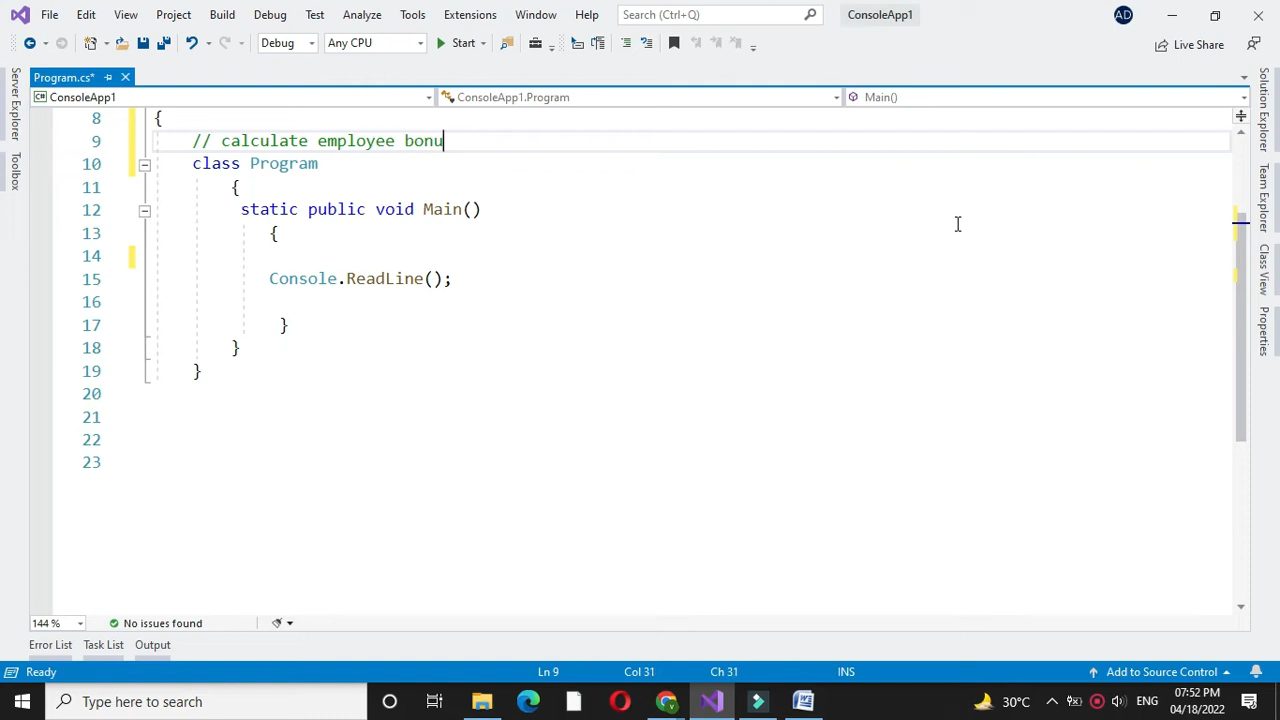 File Edit View Project Build Debug Test Analyze Tools Extensions Window Help Search (Ctrl+Q) ConsoleApp1 AD
Debug Any CPU Start Live Share
Program.cs*
ConsoleApp1 ConsoleApp1.Program Main()
Server Explorer
Toolbox
8 {
9 // calculate employee bonu
10 class Program
11 {
12 static public void Main()
13 {
14
15 Console.ReadLine();
16
17 }
18 }
19 }
20
21
22
23
Solution Explorer
Team Explorer
Class View
Properties
144 % No issues found
Error List Task List Output
Ready Ln 9 Col 31 Ch 31 INS Add to Source Control
Type here to search 30°C ENG 07:52 PM
04/18/2022